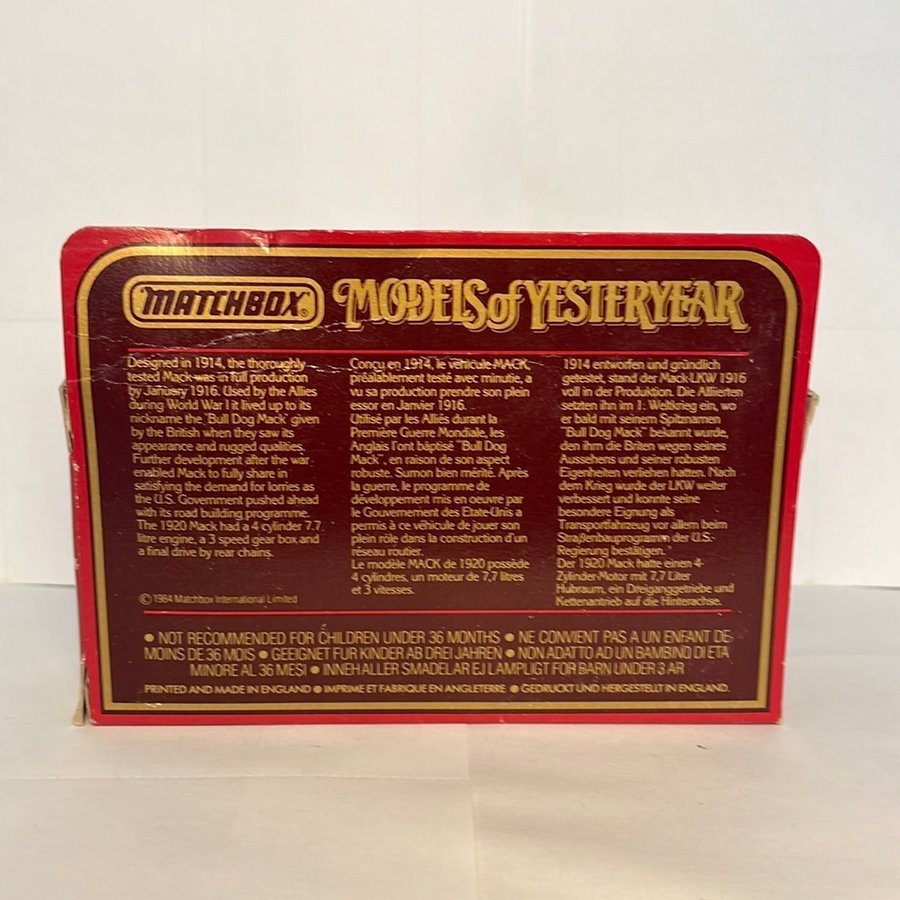 MATCHBOX®
MODELS of YESTERYEAR
Designed in 1914, the thoroughly
tested Mack was in full production
by January 1916. Used by the Allies
during World War I it lived up to its
nickname the "Bull Dog Mack" given
by the British when they saw its
appearance and rugged qualities.
Further development after the war
enabled Mack to fully share in
satisfying the demand for lorries as
the U.S. Government pushed ahead
with its road building programme.
The 1920 Mack had a 4 cylinder 7.7
litre engine, a 3 speed gear box and
a final drive by rear chains.
© 1984 Matchbox International Limited
Conçu en 1914, le véhicule MACK,
préalablement testé avec minutie, a
vu sa production prendre son plein
essor en Janvier 1916.
Utilisé par les Alliés durant la
Première Guerre Mondiale, les
Anglais l'ont bâptisé "Bull Dog
Mack", en raison de son aspect
robuste. Surnon bien mérité. Après
la guerre, le programme de
développement mis en oeuvre par
le Gouvernement des Etats-Unis a
permis à ce véhicule de jouer son
plein rôle dans la construction d'un
réseau routier.
Le modèle MACK de 1920 possède
4 cylindres, un moteur de 7,7 litres
et 3 vitesses.
1914 entworfen und gründlich
getestet, stand der Mack-LKW 1916
voll in der Produktion. Die Alliierten
setzten ihn im 1. Weltkrieg ein, wo
er bald mit seinem Spitznamen
"Bull Dog Mack" bekannt wurde,
den ihm die Briten wegen seines
Aussehens und seiner robusten
Eigenheiten verliehen hatten. Nach
dem Krieg wurde der LKW weiter
verbessert und konnte seine
besondere Eignung als
Transportfahrzeug vor allem beim
Straßenbauprogramm der U.S.-
Regierung bestätigen.
Der 1920 Mack hatte einen 4-
Zylinder-Motor mit 7,7 Liter
Hubraum, ein Dreiganggetriebe und
Kettenantrieb auf die Hinterachse.
• NOT RECOMMENDED FOR CHILDREN UNDER 36 MONTHS • NE CONVIENT PAS A UN ENFANT DE
MOINS DE 36 MOIS • GEEIGNET FUR KINDER AB DREI JAHREN • NON ADATTO AD UN BAMBINO DI ETA
MINORE AL 36 MESI • INNEHALLER SMADELAR EJ LAMPLIGT FOR BARN UNDER 3 AR
PRINTED AND MADE IN ENGLAND • IMPRIME ET FABRIQUE EN ANGLETERRE • GEDRUCKT UND HERGESTELLT IN ENGLAND.